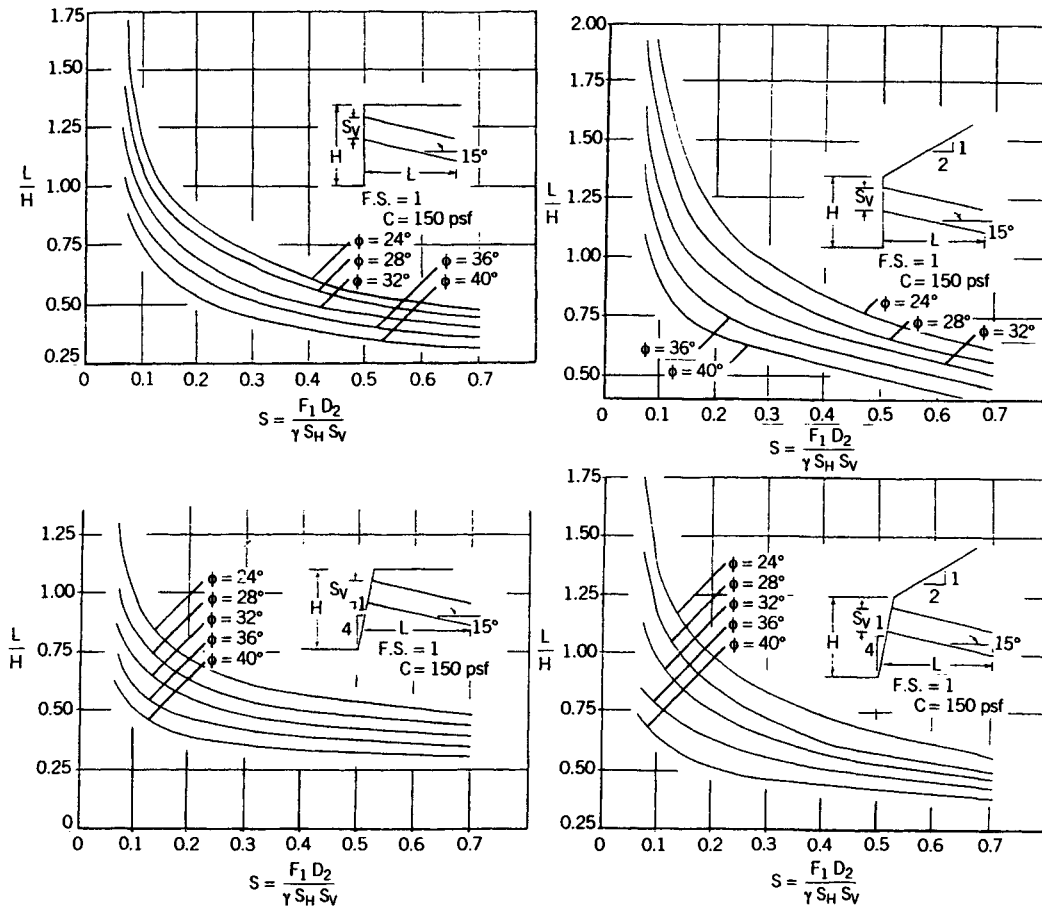 1.75
1.50
1.25
1.00
0.75
0.50
0.25
L
H
0
0.1
0.2
0.3
0.4
0.5
0.6
0.7
H
SV
L
15°
F.S. = 1
C = 150 psf
ϕ = 24°
ϕ = 28°
ϕ = 32°
ϕ = 36°
ϕ = 40°
S = F1 D2
γ SH SV
2.00
1.75
1.50
1.25
1.00
0.75
0.50
L
H
0
0.1
0.2
0.3
0.4
0.5
0.6
0.7
1
2
H
SV
L
15°
F.S. = 1
C = 150 psf
ϕ = 24°
ϕ = 28°
ϕ = 32°
ϕ = 36°
ϕ = 40°
S = F1 D2
γ SH SV
1.25
1.00
0.75
0.50
0.25
0
L
H
0
0.1
0.2
0.3
0.4
0.5
0.6
0.7
ϕ = 24°
ϕ = 28°
ϕ = 32°
ϕ = 36°
ϕ = 40°
H
SV
1
4
L
15°
F.S. = 1
C = 150 psf
S = F1 D2
γ SH SV
1.75
1.50
1.25
1.00
0.75
0.50
0.25
L
H
0
0.1
0.2
0.3
0.4
0.5
0.6
0.7
ϕ = 24°
ϕ = 28°
ϕ = 32°
ϕ = 36°
ϕ = 40°
1
2
H
SV
1
4
L
15°
F.S. = 1
C = 150 psf
S = F1 D2
γ SH SV